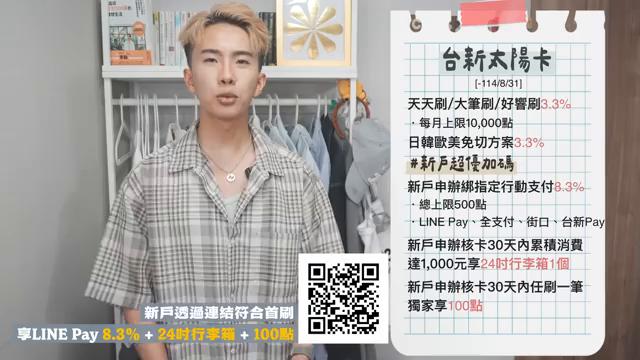 台新太陽卡
[-114/8/31]
天天刷/大筆刷/好響刷3.3%
·每月上限10,000點
日韓歐美免切方案3.3%
#新戶超優加碼
新戶申辦綁指定行動支付8.3%
·總上限500點
·LINE Pay、全支付、街口、台新Pay
新戶申辦核卡30天內累積消費
達1,000元享24吋行李箱1個
新戶申辦核卡30天內任刷一筆
獨家享100點
新戶透過連結符合首刷
享LINE Pay 8.3% + 24吋行李箱 + 100點